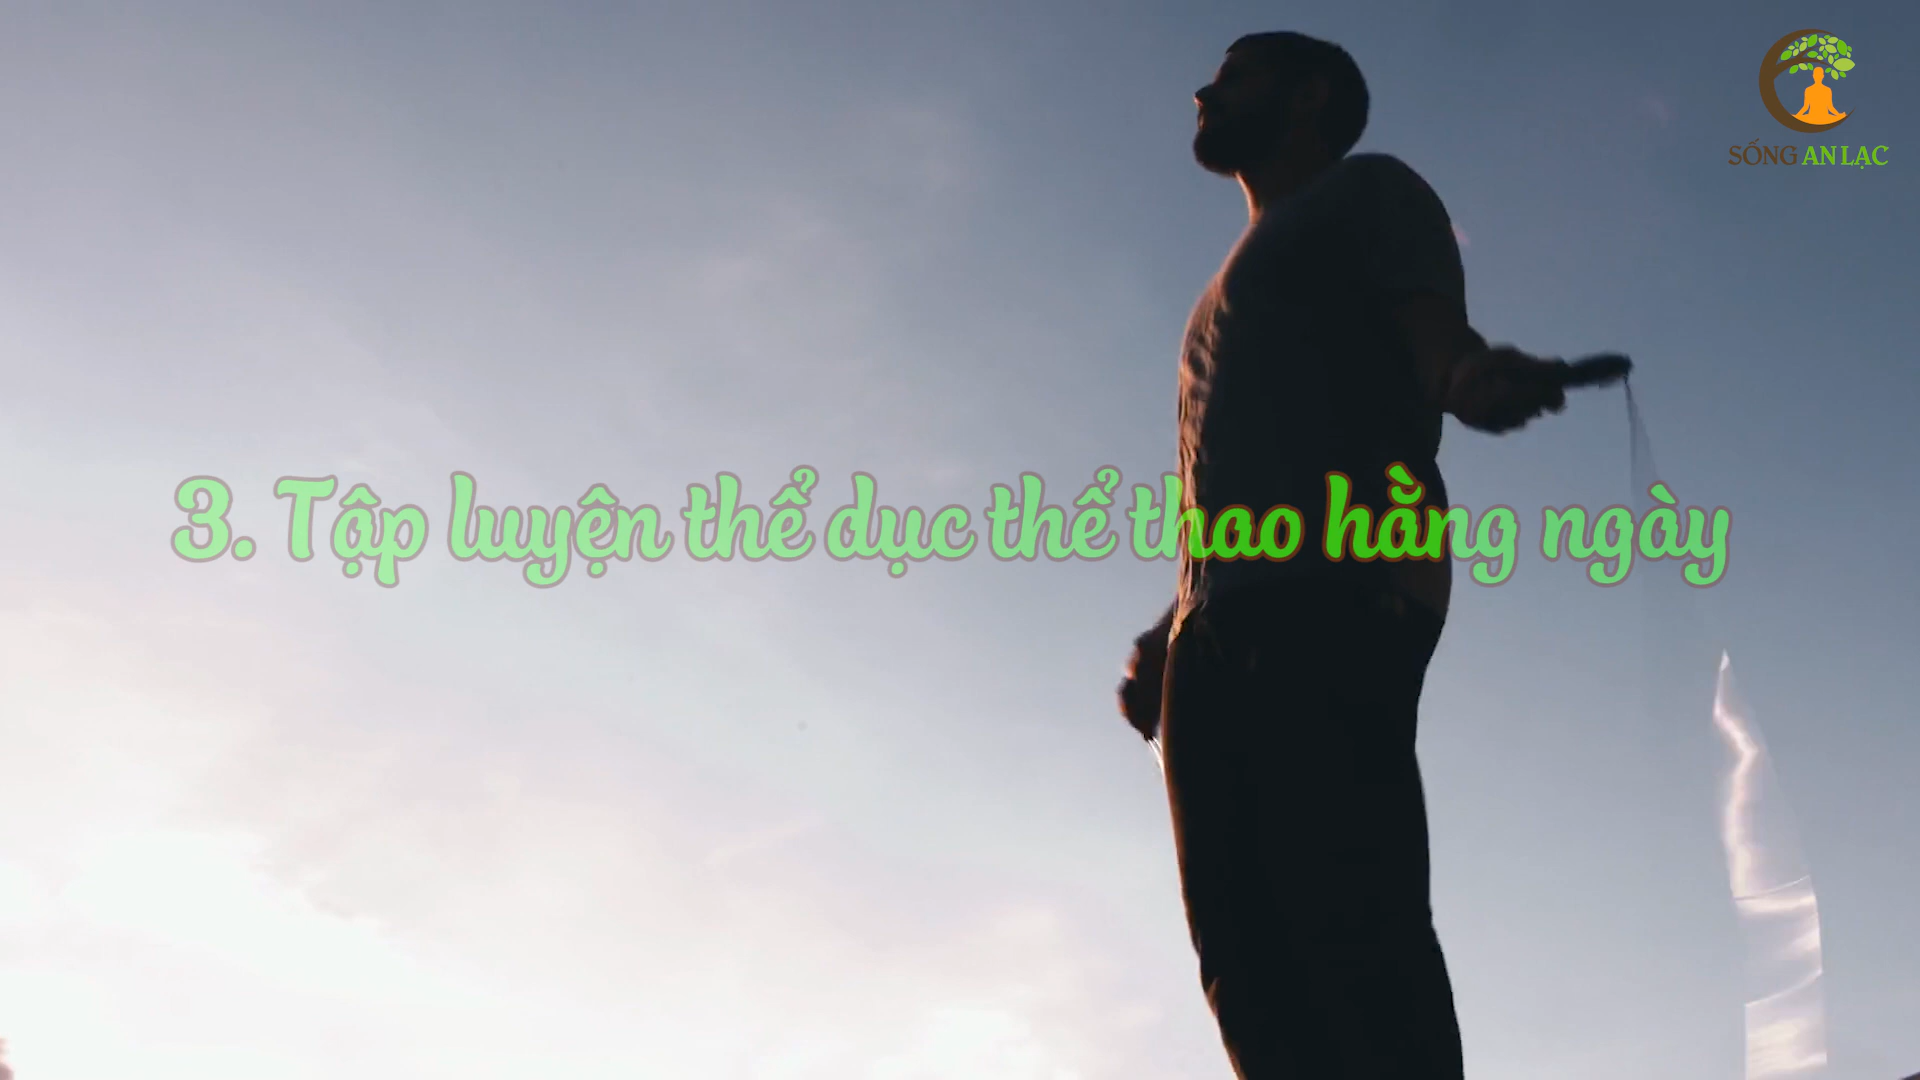 SỐNG AN LẠC
3. Tập luyện thể dục thể thao hằng ngày